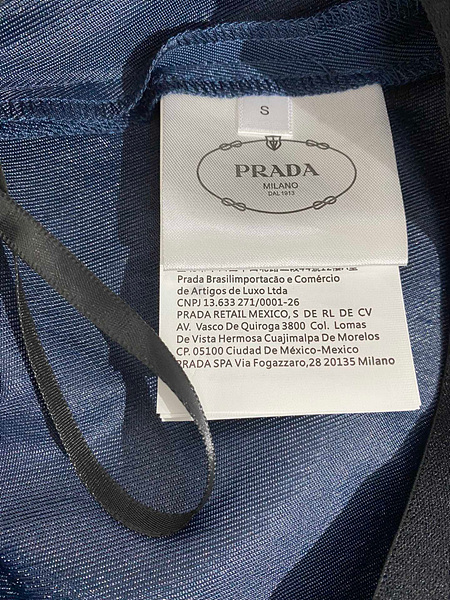 S
PRADA
MILANO
DAL 1913
Prada Brasilimportacão e Comércio
de Artigos de Luxo Ltda
CNPJ 13.633 271/0001-26
PRADA RETAIL MEXICO, S DE RL DE CV
AV. Vasco De Quiroga 3800 Col. Lomas
De Vista Hermosa Cuajimalpa De Morelos
CP. 05100 Ciudad De México-Mexico
PRADA SPA Via Fogazzaro,28 20135 Milano